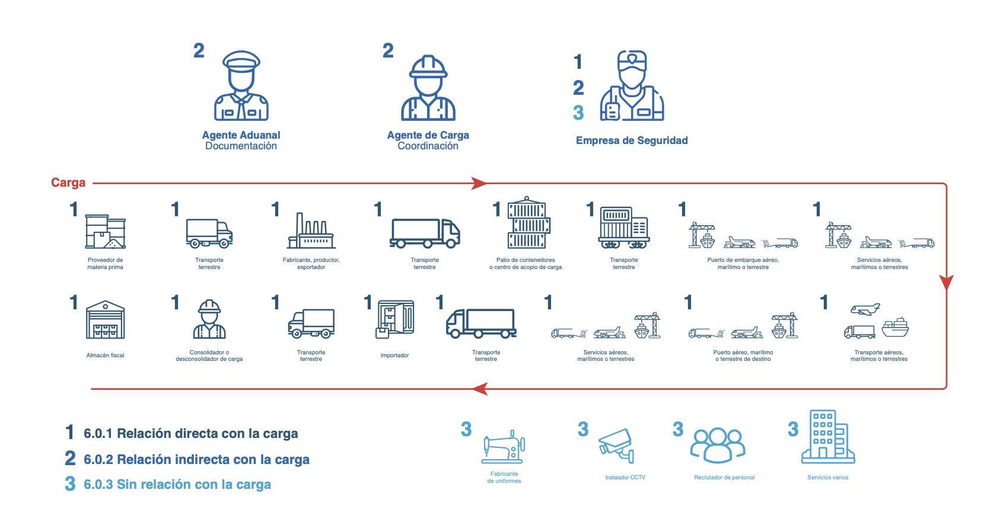 2
2
1
2
3
Agente Aduanal
Documentación
Agente de Carga
Coordinación
Empresa de Seguridad
Carga
1
1
1
1
1
1
1
1
Proveedor de
materia prima
Transporte
terrestre
Fabricante, productor,
exportador
Transporte
terrestre
Patio de contenedores
o centro de acopio de carga
Transporte
terrestre
Puerto de embarque aéreo,
marítimo o terrestre
Servicios aéreos,
marítimos o terrestres
1
1
1
1
1
1
1
1
Almacén fiscal
Consolidador o
desconsolidador de carga
Transporte
terrestre
Importador
Transporte
terrestre
Servicios aéreos,
marítimos o terrestres
Puerto aéreo, marítimo
o terrestre de destino
Transporte aéreos,
marítimos o terrestres
1 6.0.1 Relación directa con la carga
2 6.0.2 Relación indirecta con la carga
3 6.0.3 Sin relación con la carga
3
3
3
3
Fabricante
de uniformes
Instalador CCTV
Reclutador de personal
Servicios varios